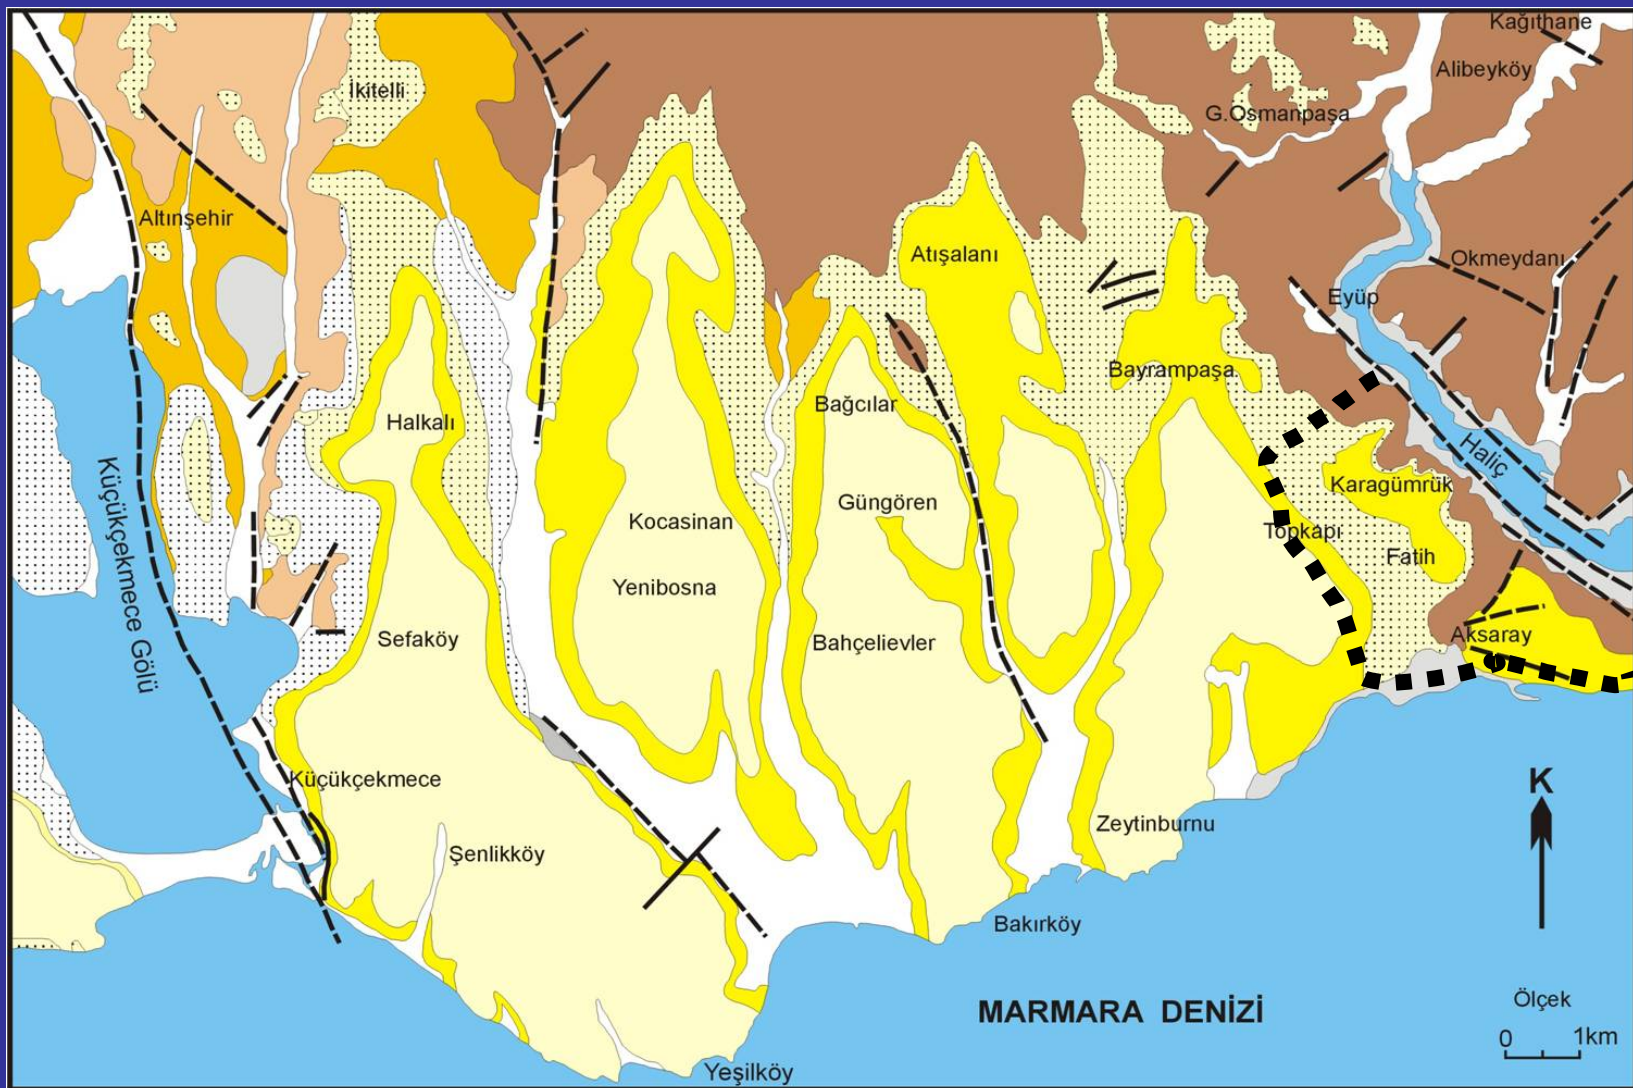 Kağıthane
Alibeyköy
İkitelli
G.Osmanpaşa
Altınşehir
Atışalanı
Okmeydanı
Eyüp
Bayrampaşa
Bağcılar
Halkalı
Haliç
Karagümrük
Güngören
Kocasinan
Topkapı
Fatih
Küçükçekmece Gölü
Yenibosna
Sefaköy
Bahçelievler
Aksaray
Küçükçekmece
K
Zeytinburnu
Şenlikköy
Bakırköy
MARMARA DENİZİ
Ölçek
0 1km
Yeşilköy